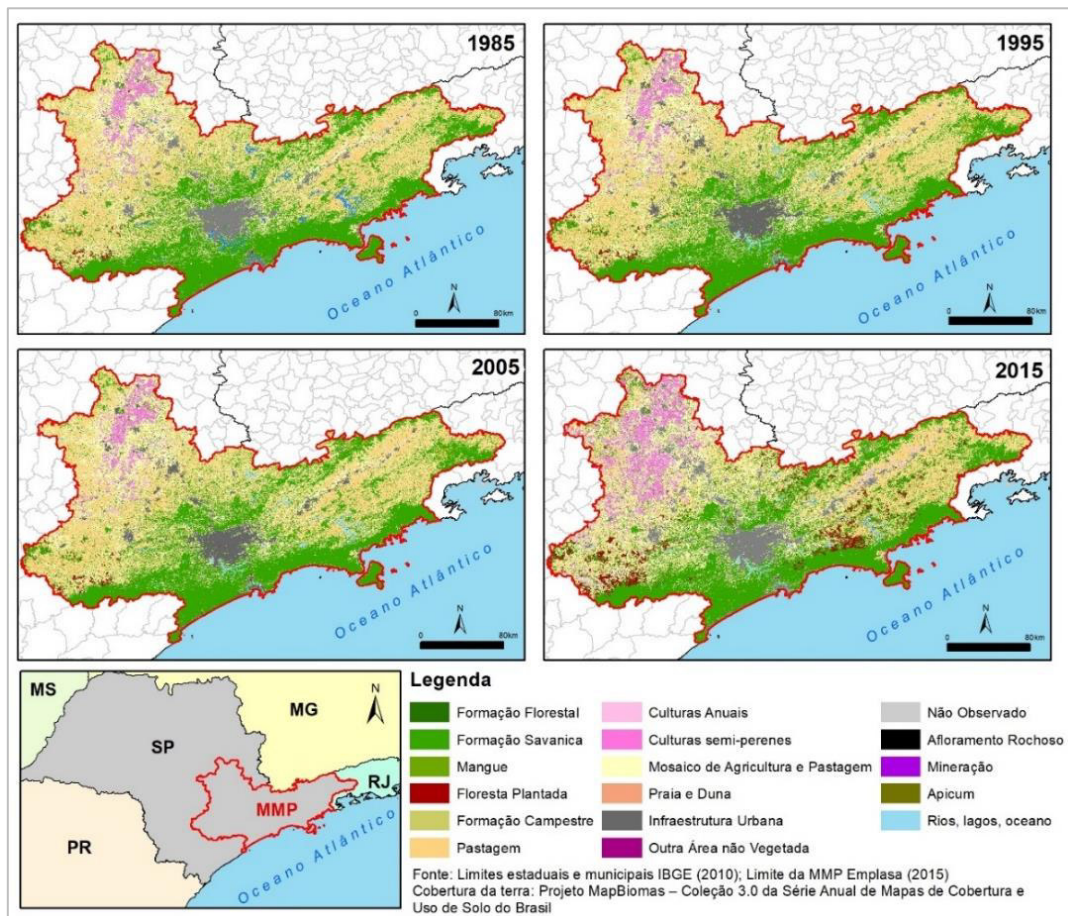 1985
Oceano Atlântico
N
0 80km
1995
Oceano Atlântico
N
0 80km
2005
Oceano Atlântico
N
0 80km
2015
Oceano Atlântico
N
0 80km
MS
MG
N
SP
RJ
MMP
PR
Oceano Atlântico
Legenda
Formação Florestal
Formação Savanica
Mangue
Floresta Plantada
Formação Campestre
Pastagem
Culturas Anuais
Culturas semi-perenes
Mosaico de Agricultura e Pastagem
Praia e Duna
Infraestrutura Urbana
Outra Área não Vegetada
Não Observado
Afloramento Rochoso
Mineração
Apicum
Rios, lagos, oceano
Fonte: Limites estaduais e municipais IBGE (2010); Limite da MMP Emplasa (2015)
Cobertura da terra: Projeto MapBiomas – Coleção 3.0 da Série Anual de Mapas de Cobertura e
Uso de Solo do Brasil